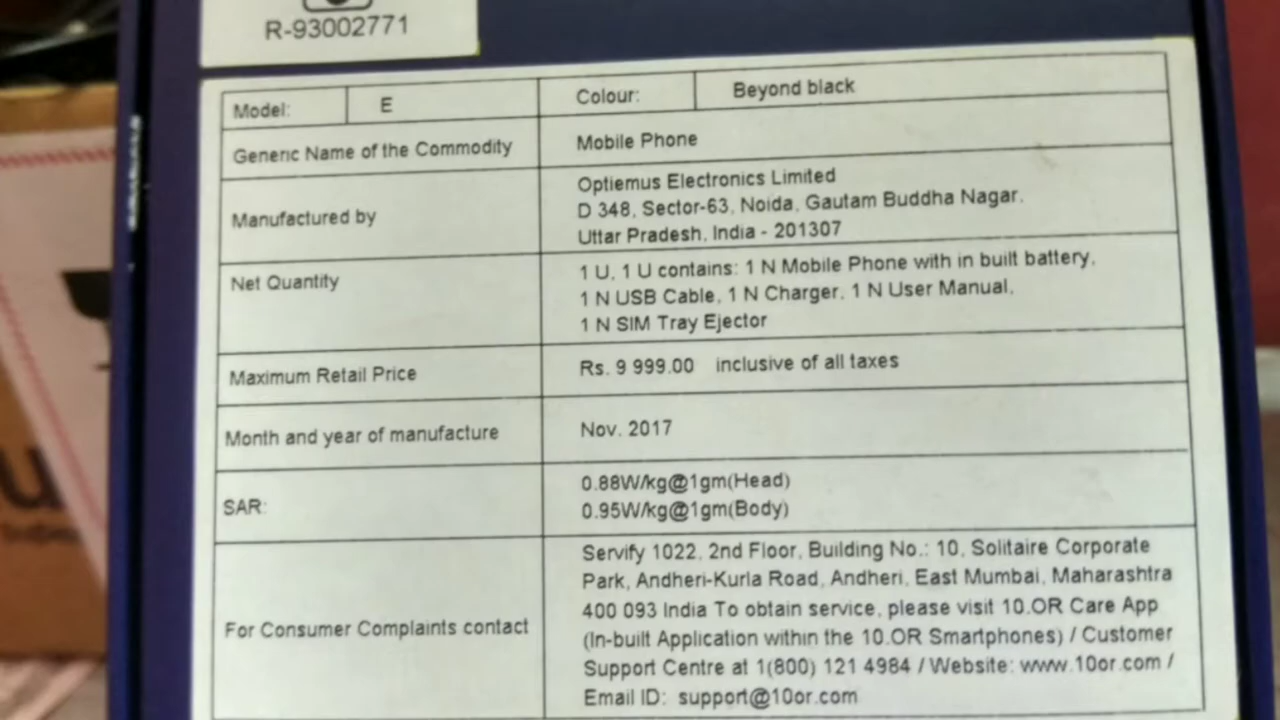 R-93002771
Model: E Colour: Beyond black
Generic Name of the Commodity Mobile Phone
Manufactured by
Optiemus Electronics Limited
D 348, Sector-63, Noida, Gautam Buddha Nagar,
Uttar Pradesh, India - 201307
Net Quantity
1 U, 1 U contains: 1 N Mobile Phone with in built battery,
1 N USB Cable, 1 N Charger, 1 N User Manual,
1 N SIM Tray Ejector
Maximum Retail Price Rs. 9 999.00 inclusive of all taxes
Month and year of manufacture Nov. 2017
SAR:
0.88W/kg@1gm(Head)
0.95W/kg@1gm(Body)
For Consumer Complaints contact
Servify 1022, 2nd Floor, Building No.: 10, Solitaire Corporate
Park, Andheri-Kurla Road, Andheri, East Mumbai, Maharashtra
400 093 India To obtain service, please visit 10.OR Care App
(In-built Application within the 10.OR Smartphones) / Customer
Support Centre at 1(800) 121 4984 / Website: www.10or.com /
Email ID: support@10or.com